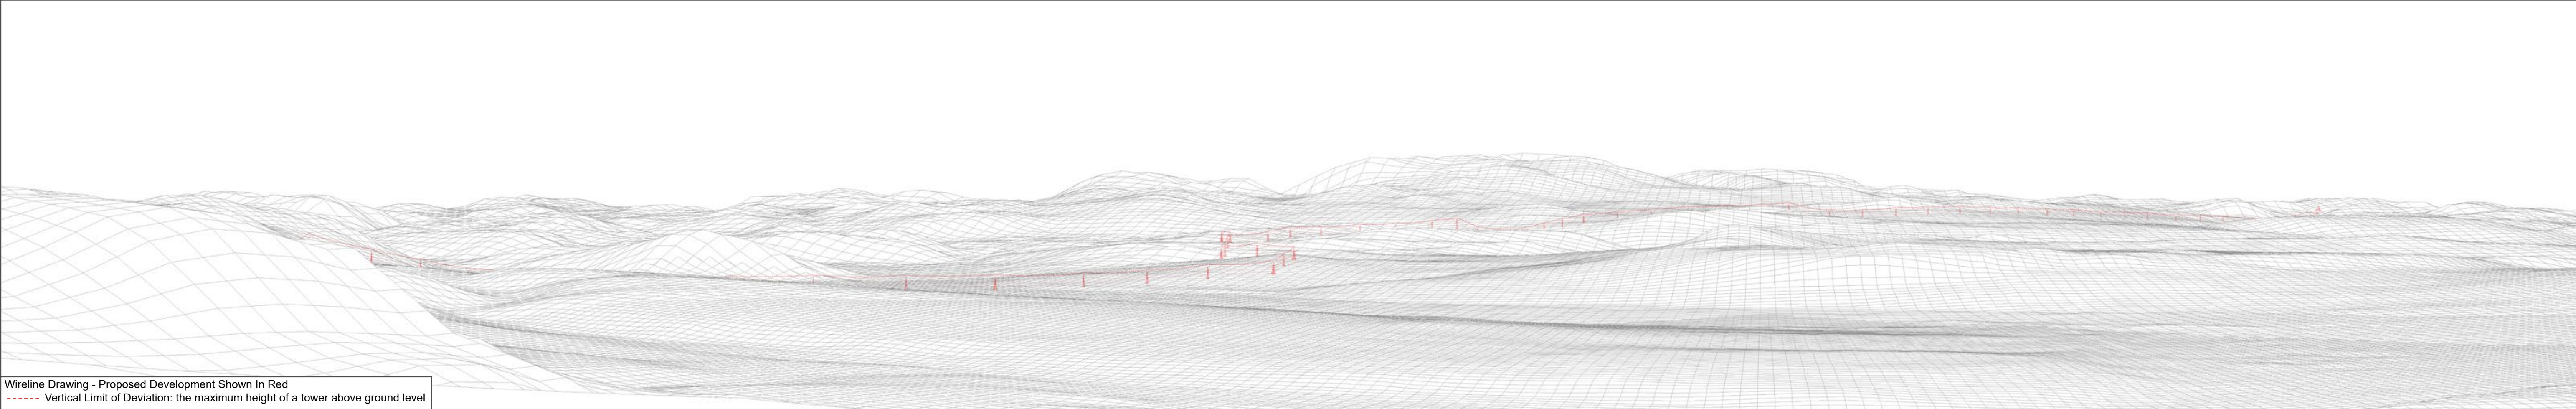 Wireline Drawing - Proposed Development Shown In Red
Vertical Limit of Deviation: the maximum height of a tower above ground level